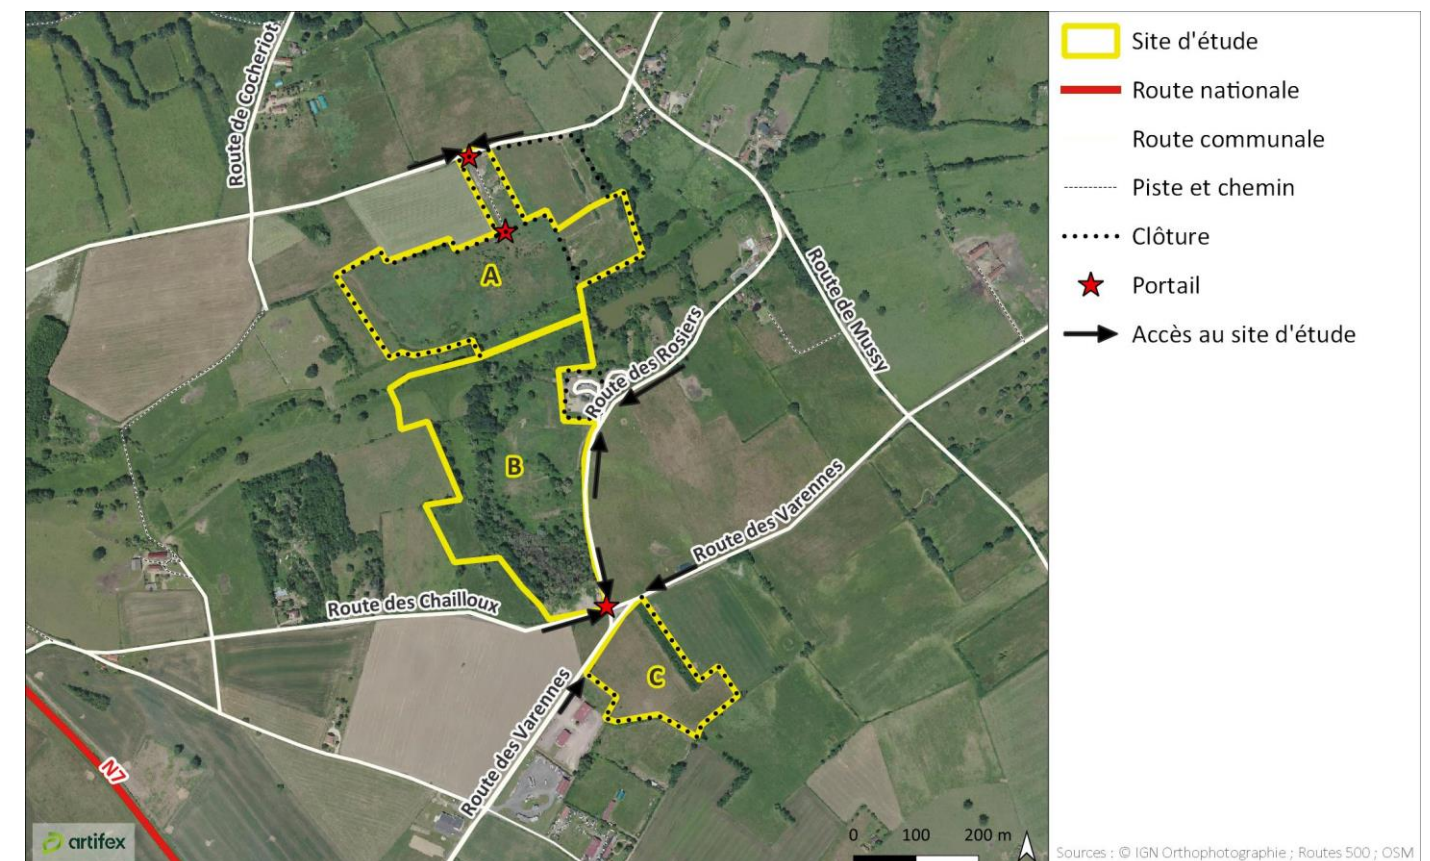 Site d'étude
Route nationale
Route communale
Piste et chemin
Clôture
Portail
Accès au site d'étude
Route de Cocheriot
A
Route de Mussy
Route des Rosiers
B
Route des Varennes
Route des Chailloux
C
Route des Varennes
N7
artifex
0 100 200 m
Sources : © IGN Orthophotographie ; Routes 500 ; OSM